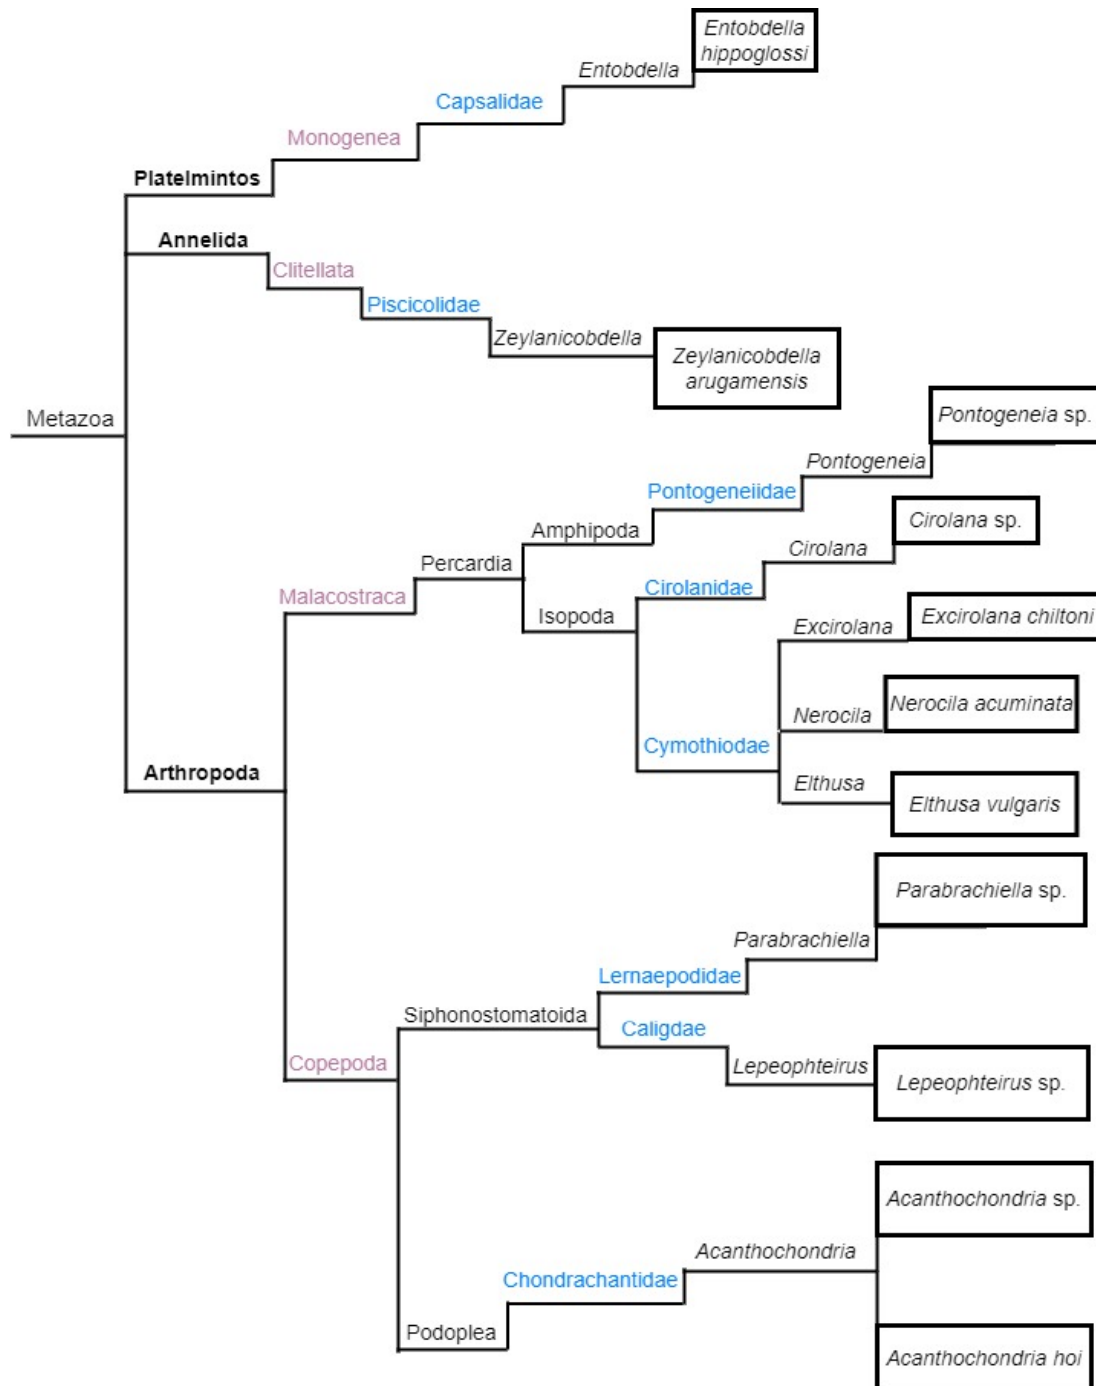 Entobdella
hippoglossi
Entobdella
Capsalidae
Monogenea
Platelmintos
Annelida
Clitellata
Piscicolidae
Zeylanicobdella
Zeylanicobdella
arugamensis
Metazoa
Pontogeneia sp.
Pontogeneia
Pontogeneiidae
Amphipoda
Cirolana sp.
Cirolana
Percardia
Cirolanidae
Malacostraca
Isopoda
Excirolana chiltoni
Excirolana
Nerocila acuminata
Nerocila
Cymothiodae
Arthropoda
Elthusa
Elthusa vulgaris
Parabrachiella sp.
Parabrachiella
Lernaepodidae
Siphonostomatoida
Caligdae
Copepoda
Lepeophteirus
Lepeophteirus sp.
Acanthochondria sp.
Acanthochondria
Chondrachantidae
Podoplea
Acanthochondria hoi